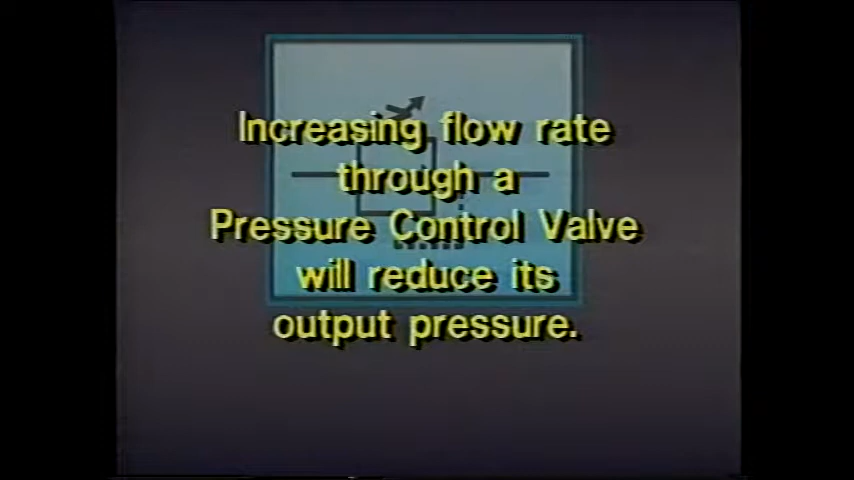 Increasing flow rate
through a
Pressure Control Valve
will reduce its
output pressure.